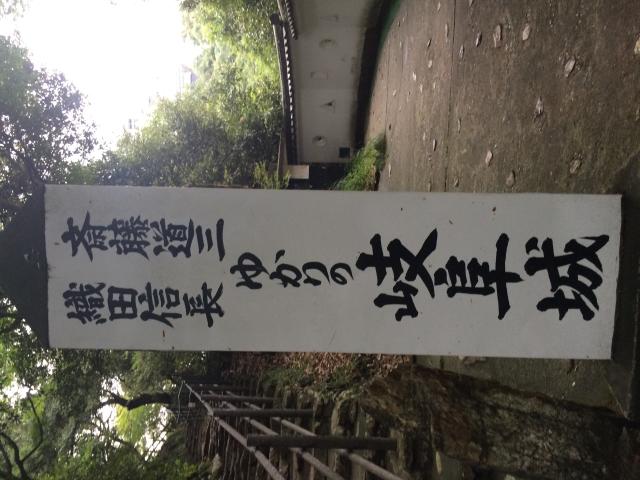 斎藤道三
織田信長
ゆかりの
岐阜城